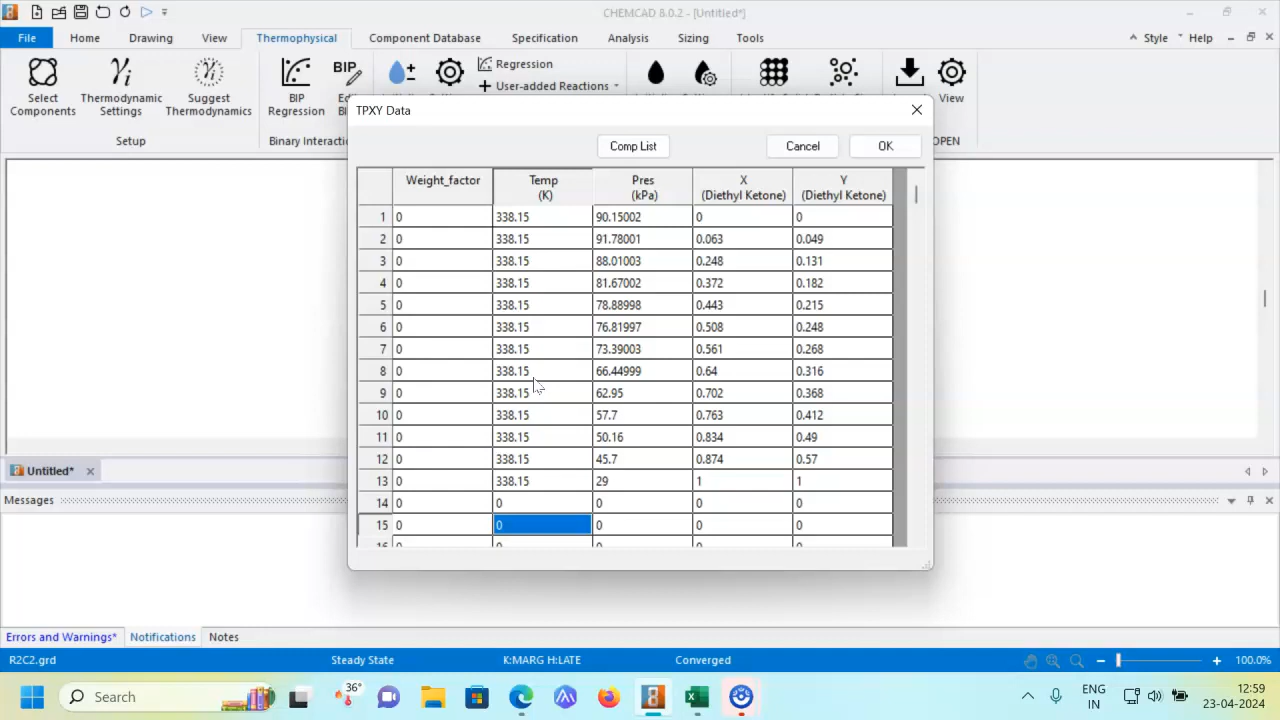 CHEMCAD 8.0.2 - [Untitled*]
File Home Drawing View Thermophysical Component Database Specification Analysis Sizing Tools Style Help
Regression
BIP
User-added Reactions
Select Components
Thermodynamic Settings
Suggest Thermodynamics
BIP Regression
View
Setup
Binary Interactio
OPEN
TPXY Data
Comp List Cancel OK
Weight_factor Temp (K) Pres (kPa) X (Diethyl Ketone) Y (Diethyl Ketone)
1 0 338.15 90.15002 0 0
2 0 338.15 91.78001 0.063 0.049
3 0 338.15 88.01003 0.248 0.131
4 0 338.15 81.67002 0.372 0.182
5 0 338.15 78.88998 0.443 0.215
6 0 338.15 76.81997 0.508 0.248
7 0 338.15 73.39003 0.561 0.268
8 0 338.15 66.44999 0.64 0.316
9 0 338.15 62.95 0.702 0.368
10 0 338.15 57.7 0.763 0.412
11 0 338.15 50.16 0.834 0.49
12 0 338.15 45.7 0.874 0.57
13 0 338.15 29 1 1
14 0 0 0 0 0
15 0 0 0 0 0
16 0 0 0 0 0
Untitled*
Messages
Errors and Warnings* Notifications Notes
R2C2.grd Steady State K:MARG H:LATE Converged 100.0%
Search
36°
ENG
IN
12:59
23-04-2024